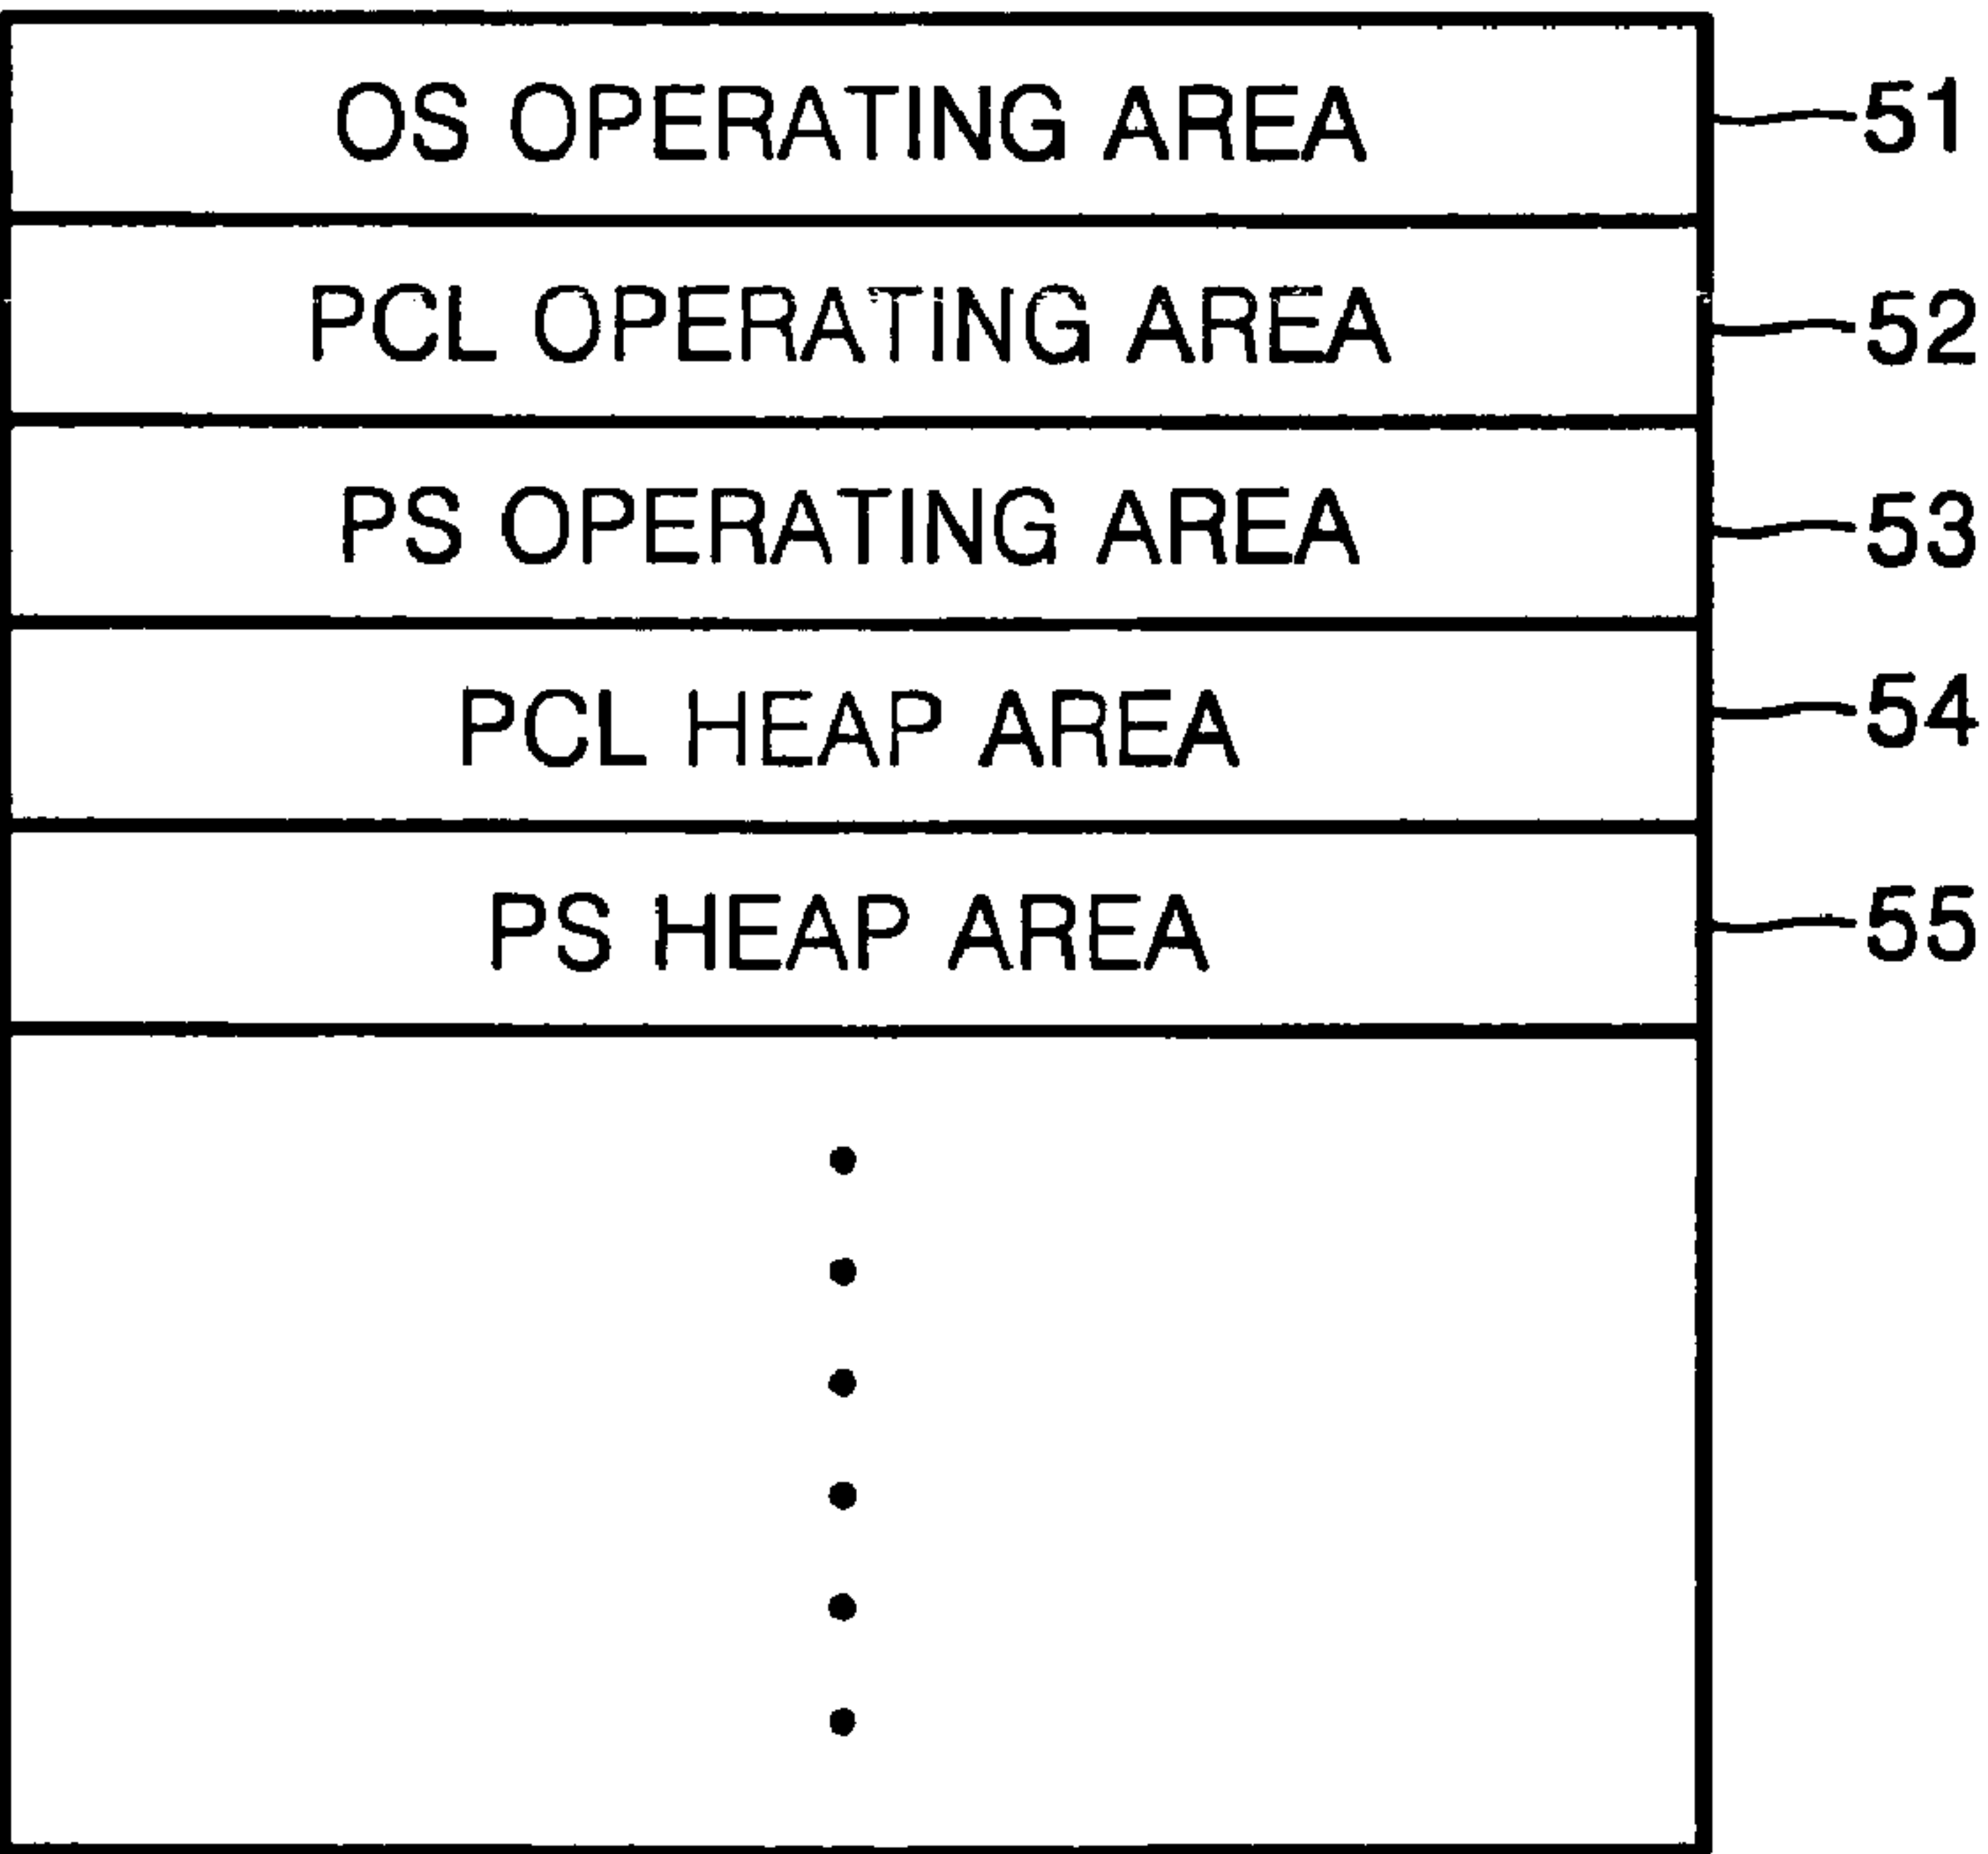 OS OPERATING AREA 51
PCL OPERATING AREA 52
PS OPERATING AREA 53
PCL HEAP AREA 54
PS HEAP AREA 55